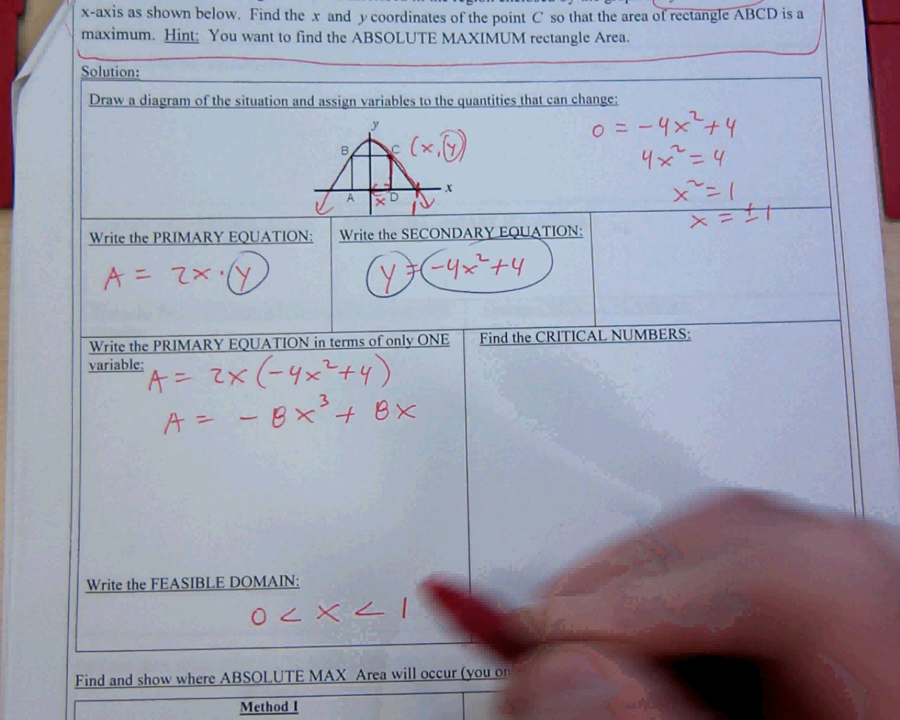 x-axis as shown below. Find the x and y coordinates of the point C so that the area of rectangle ABCD is a
maximum. Hint: You want to find the ABSOLUTE MAXIMUM rectangle Area.
Solution:
Draw a diagram of the situation and assign variables to the quantities that can change:
y
B C (x, y)
A x D 1 x
0 = -4x² + 4
4x² = 4
x² = 1
x = ±1
Write the PRIMARY EQUATION:
A = 2x · y
Write the SECONDARY EQUATION:
y = -4x² + 4
Write the PRIMARY EQUATION in terms of only ONE
variable:
A = 2x (-4x² + 4)
A = -8x³ + 8x
Find the CRITICAL NUMBERS:
Write the FEASIBLE DOMAIN:
0 < x < 1
Find and show where ABSOLUTE MAX Area will occur (you
Method 1